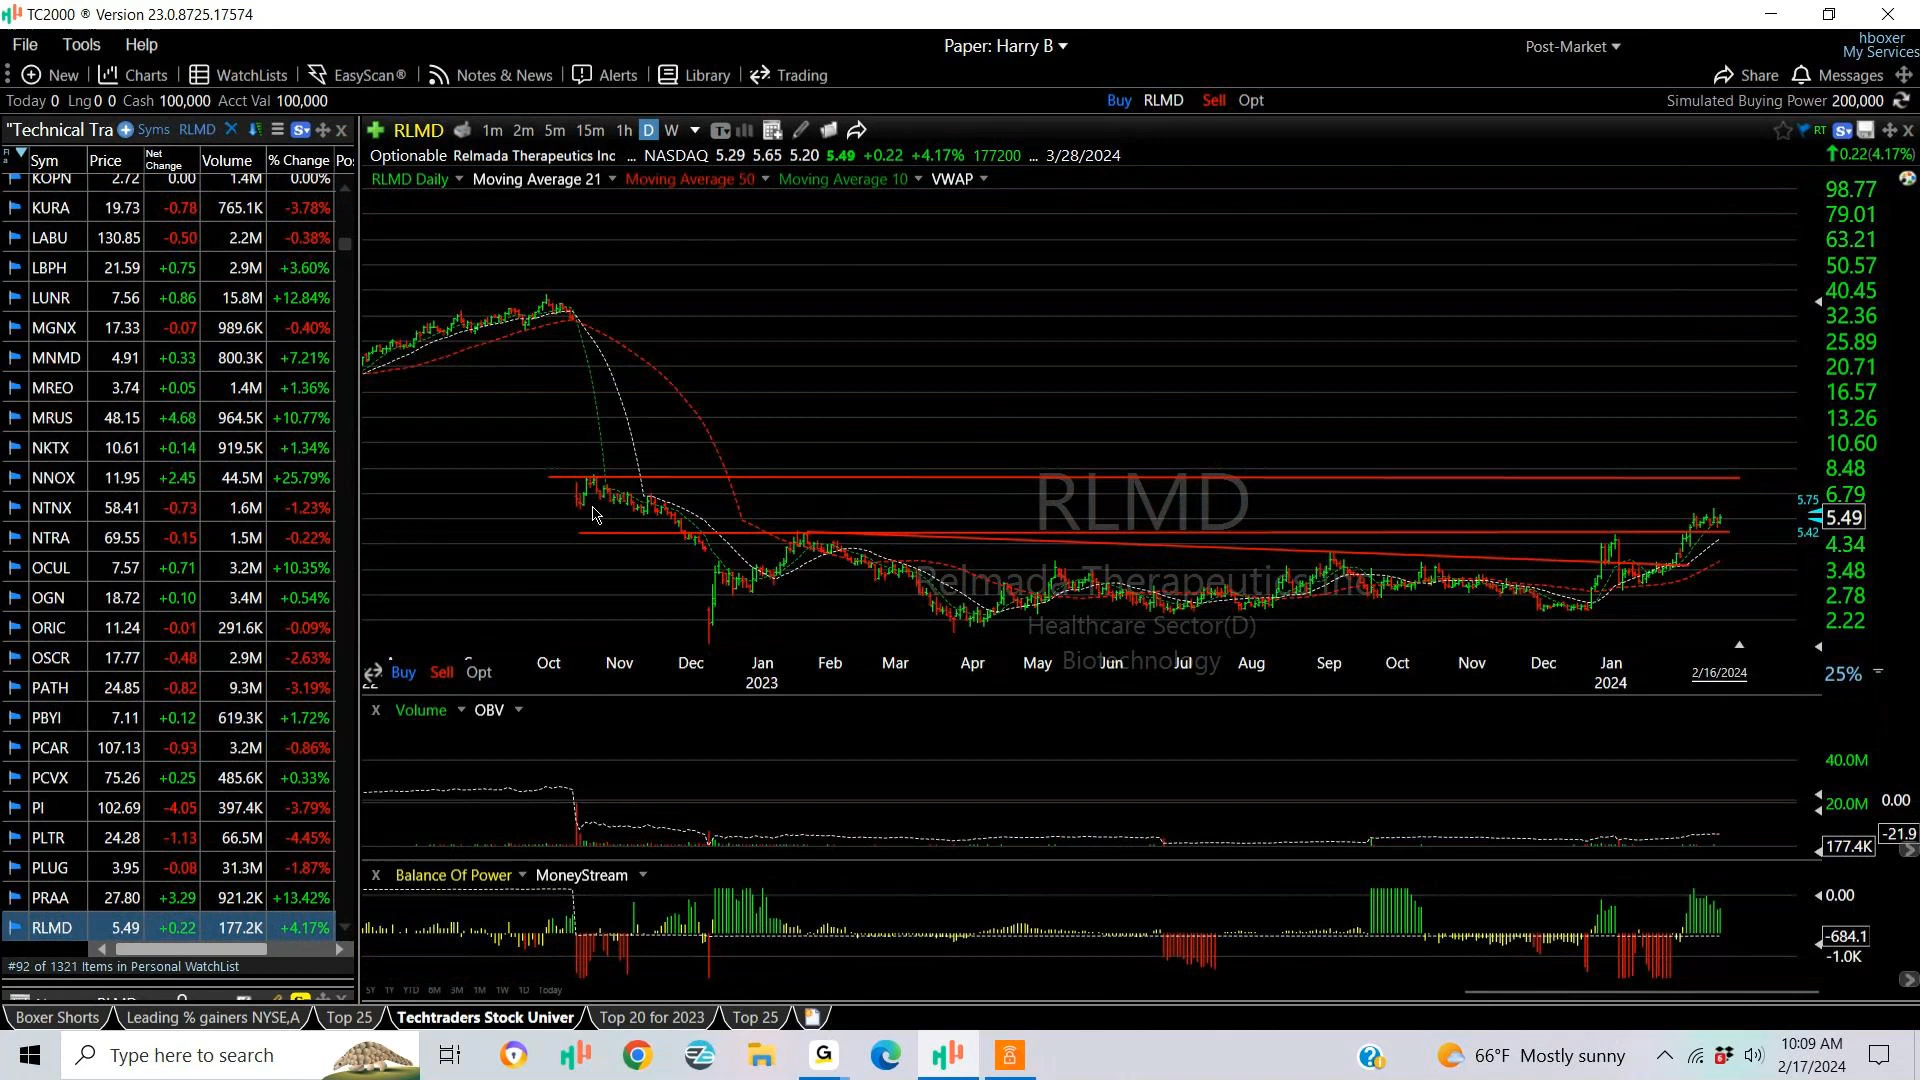 TC2000 ® Version 23.0.8725.17574
File Tools Help
Paper: Harry B
Post-Market
hboxer
My Services
New Charts WatchLists EasyScan® Notes & News Alerts Library Trading
Share Messages
Today 0 Lng 0 0 Cash 100,000 Acct Val 100,000
Buy RLMD Sell Opt
Simulated Buying Power 200,000
"Technical Tra Syms RLMD
Sym Price Net Change Volume % Change Po:
KOPN 2.72 0.00 1.4M 0.00%
KURA 19.73 -0.78 765.1K -3.78%
LABU 130.85 -0.50 2.2M -0.38%
LBPH 21.59 +0.75 2.9M +3.60%
LUNR 7.56 +0.86 15.8M +12.84%
MGNX 17.33 -0.07 989.6K -0.40%
MNMD 4.91 +0.33 800.3K +7.21%
MREO 3.74 +0.05 1.4M +1.36%
MRUS 48.15 +4.68 964.5K +10.77%
NKTX 10.61 +0.14 919.5K +1.34%
NNOX 11.95 +2.45 44.5M +25.79%
NTNX 58.41 -0.73 1.6M -1.23%
NTRA 69.55 -0.15 1.5M -0.22%
OCUL 7.57 +0.71 3.2M +10.35%
OGN 18.72 +0.10 3.4M +0.54%
ORIC 11.24 -0.01 291.6K -0.09%
OSCR 17.77 -0.48 2.9M -2.63%
PATH 24.85 -0.82 9.3M -3.19%
PBYI 7.11 +0.12 619.3K +1.72%
PCAR 107.13 -0.93 3.2M -0.86%
PCVX 75.26 +0.25 485.6K +0.33%
PI 102.69 -4.05 397.4K -3.79%
PLTR 24.28 -1.13 66.5M -4.45%
PLUG 3.95 -0.08 31.3M -1.87%
PRAA 27.80 +3.29 921.2K +13.42%
RLMD 5.49 +0.22 177.2K +4.17%
#92 of 1321 Items in Personal WatchList
RLMD 1m 2m 5m 15m 1h D W
RT
Optionable Relmada Therapeutics Inc ... NASDAQ 5.29 5.65 5.20 5.49 +0.22 +4.17% 177200 ... 3/28/2024
0.22(4.17%)
RLMD Daily Moving Average 21 Moving Average 50 Moving Average 10 VWAP
98.77
79.01
63.21
50.57
40.45
32.36
25.89
20.71
16.57
13.26
10.60
8.48
6.79
5.75
5.49
5.42
4.34
3.48
2.78
2.22
RLMD
Relmada Therapeutics Inc
Healthcare Sector(D)
Biotechnology
Oct Nov Dec Jan Feb Mar Apr May Jun Jul Aug Sep Oct Nov Dec Jan
2023 2024 2/16/2024
Buy Sell Opt
25%
Volume OBV
40.0M
20.0M 0.00
177.4K -21.9
Balance Of Power MoneyStream
0.00
-684.1
-1.0K
5Y 1Y YTD 6M 3M 1M 1W 1D Today
Boxer Shorts Leading % gainers NYSE,A Top 25 Techtraders Stock Univer Top 20 for 2023 Top 25
Type here to search
66°F Mostly sunny
10:09 AM
2/17/2024